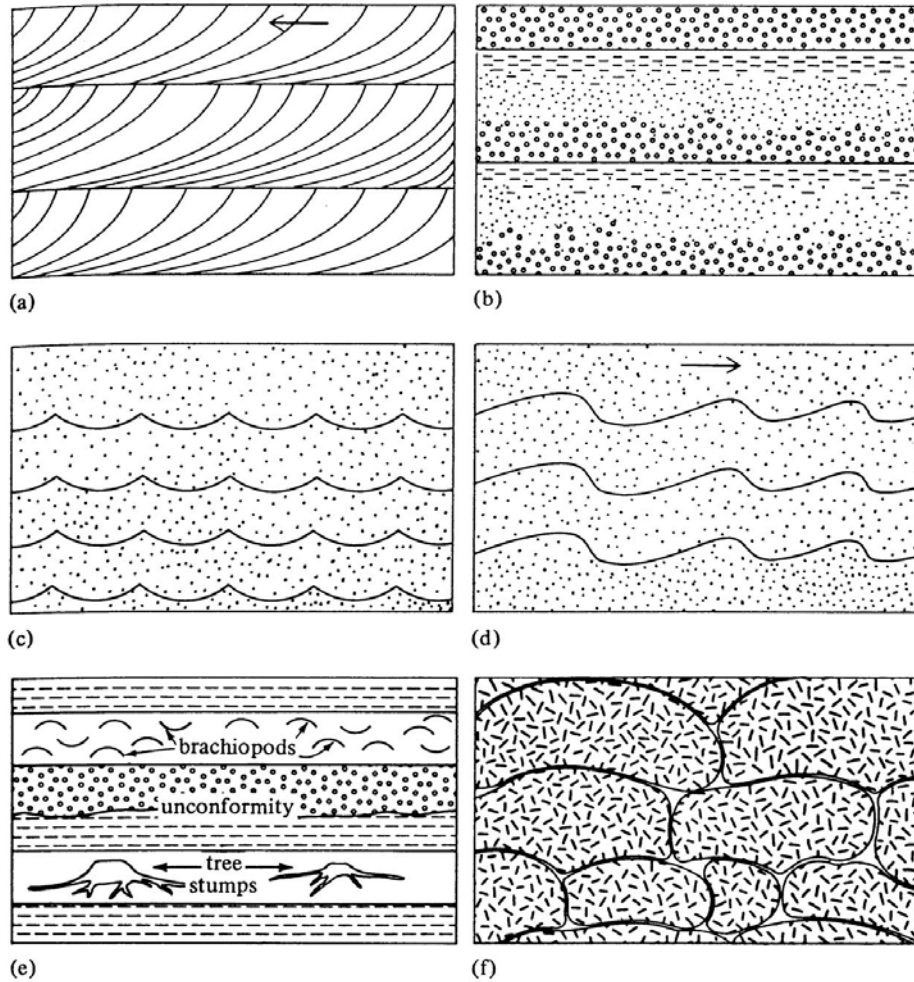 (a)
(b)
(c)
(d)
brachiopods
unconformity
tree
stumps
(e)
(f)